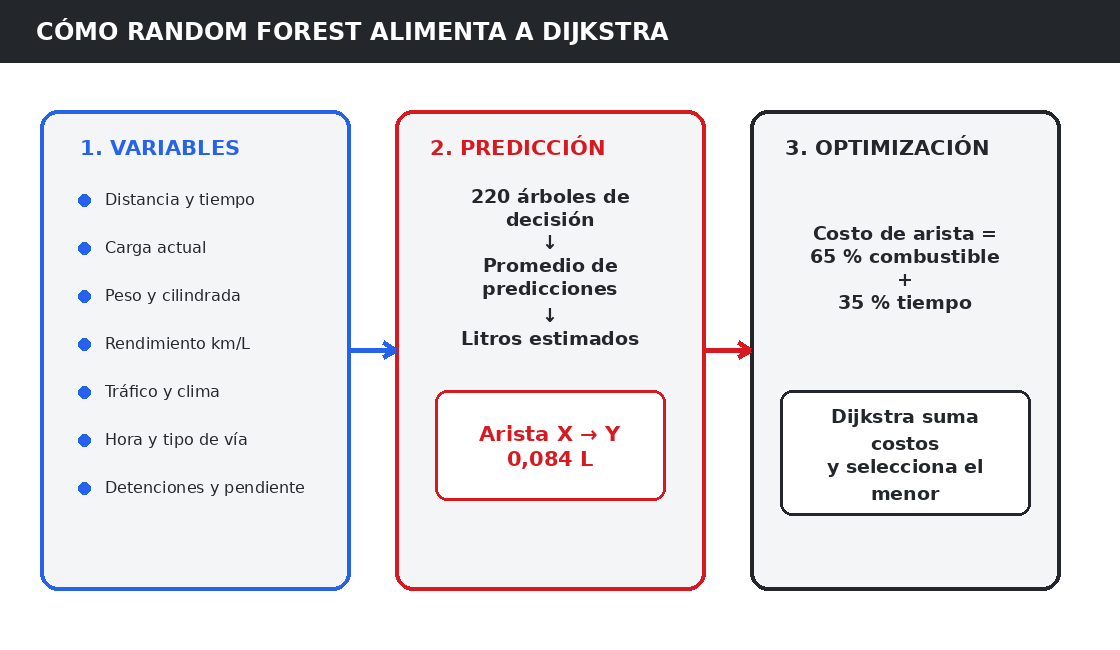 CÓMO RANDOM FOREST ALIMENTA A DIJKSTRA
1. VARIABLES
Distancia y tiempo
Carga actual
Peso y cilindrada
Rendimiento km/L
Tráfico y clima
Hora y tipo de vía
Detenciones y pendiente
2. PREDICCIÓN
220 árboles de
decisión
↓
Promedio de
predicciones
↓
Litros estimados
Arista X → Y
0,084 L
3. OPTIMIZACIÓN
Costo de arista =
65 % combustible
+
35 % tiempo
Dijkstra suma
costos
y selecciona el
menor